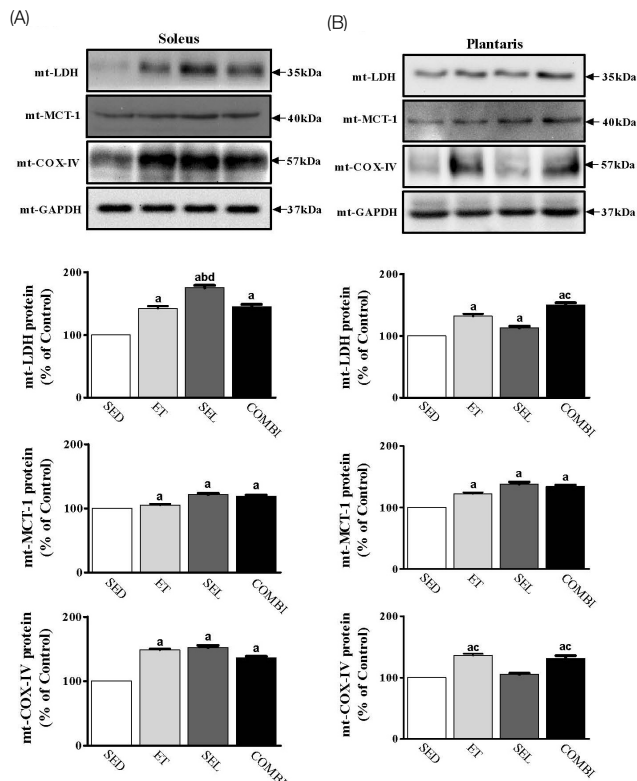 (A)
Soleus
mt-LDH
35kDa
mt-MCT-1
40kDa
mt-COX-IV
57kDa
mt-GAPDH
37kDa
mt-LDH protein
(% of Control)
200
100
0
a
abd
a
SED
ET
SEL
COMBI
mt-MCT-1 protein
(% of Control)
200
100
0
a
a
a
SED
ET
SEL
COMBI
mt-COX-IV protein
(% of Control)
200
100
0
a
a
a
SED
ET
SEL
COMBI
(B)
Plantaris
mt-LDH
35kDa
mt-MCT-1
40kDa
mt-COX-IV
57kDa
mt-GAPDH
37kDa
mt-LDH protein
(% of Control)
200
100
0
a
a
ac
SED
ET
SEL
COMBI
mt-MCT-1 protein
(% of Control)
200
100
0
a
a
a
SED
ET
SEL
COMBI
mt-COX-IV protein
(% of Control)
200
100
0
ac
ac
SED
ET
SEL
COMBI